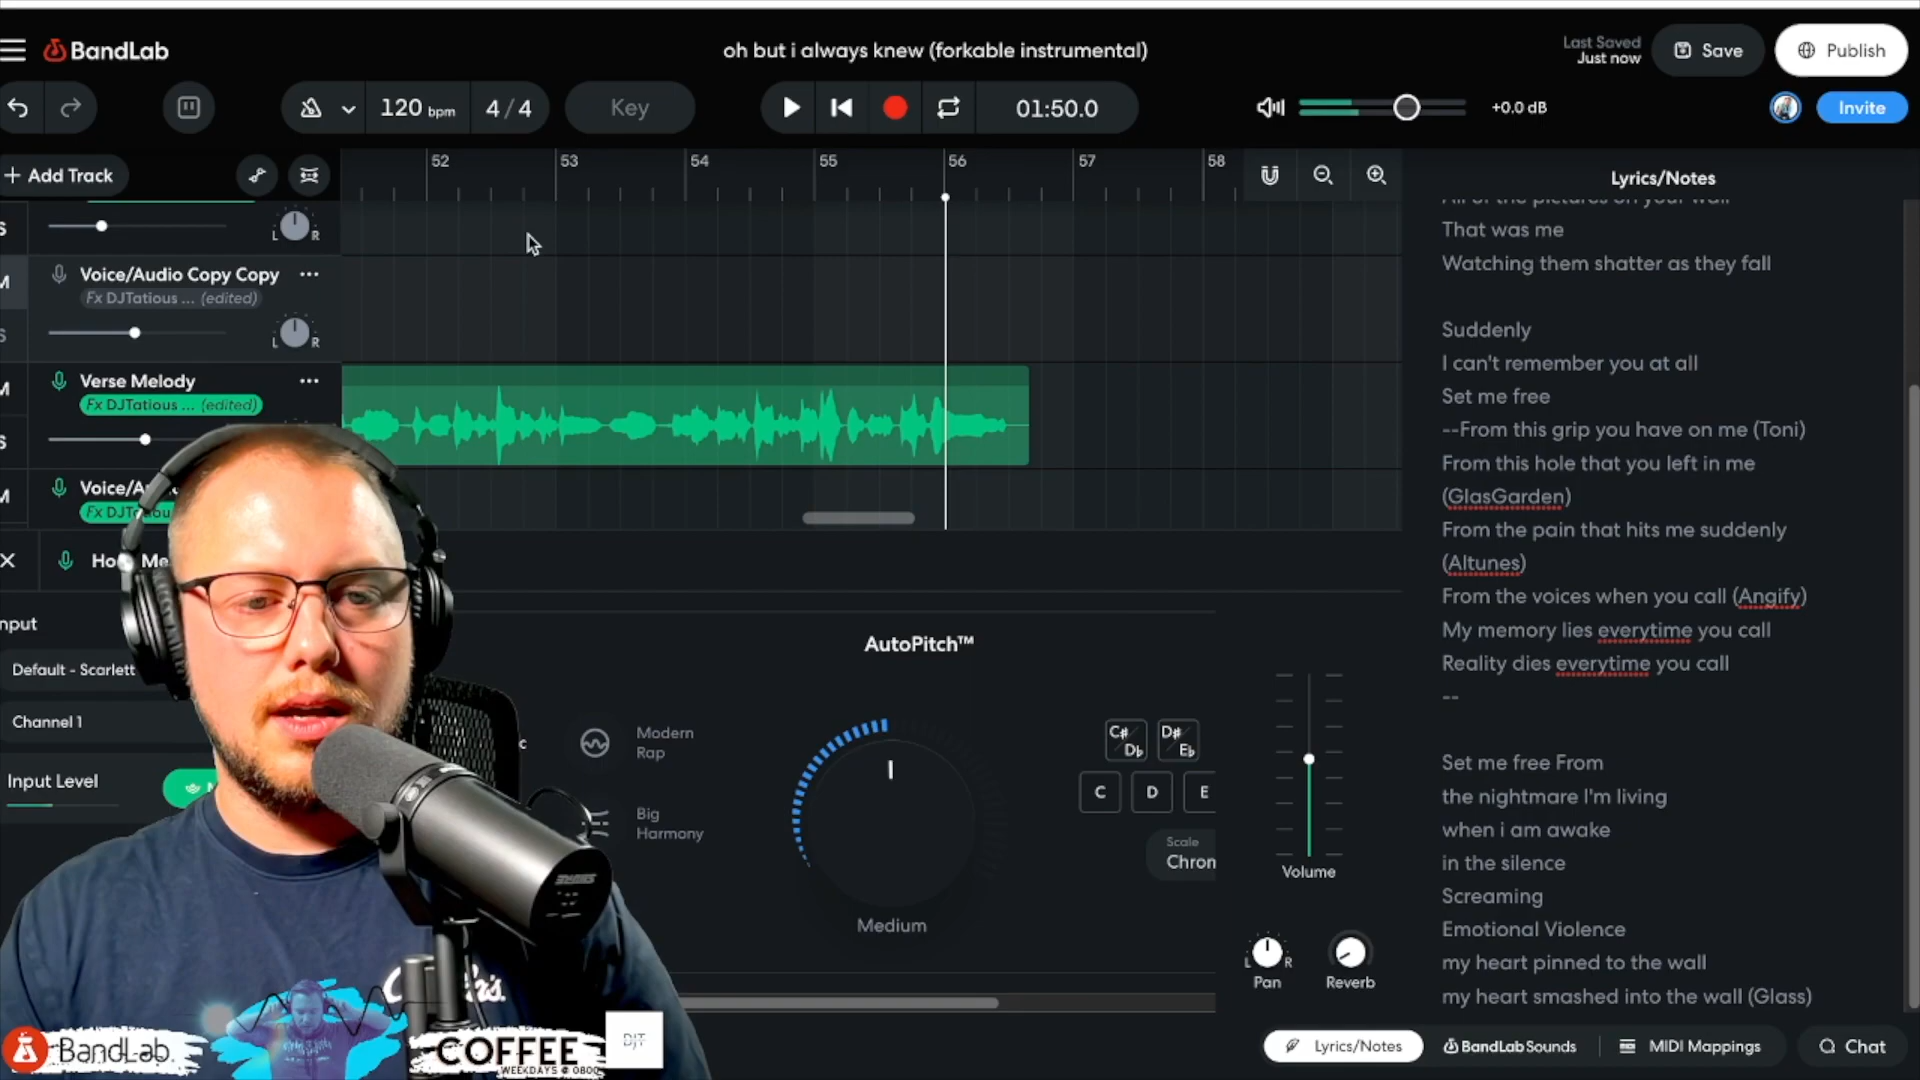 BandLab
oh but i always knew (forkable instrumental)
Last Saved
Just now
Save
Publish
120 bpm
4 / 4
Key
01:50.0
+0.0 dB
Invite
+ Add Track
52
53
54
55
56
57
58
Lyrics/Notes
S
L R
M
Voice/Audio Copy Copy
Fx DJTatious ... (edited)
S
L R
M
Verse Melody
Fx DJTatious ... (edited)
S
M
Voice/A
Fx DJTatiou
That was me
Watching them shatter as they fall
Suddenly
I can't remember you at all
Set me free
--From this grip you have on me (Toni)
From this hole that you left in me
(GlasGarden)
From the pain that hits me suddenly
(Altunes)
From the voices when you call (Angify)
My memory lies everytime you call
Reality dies everytime you call
--
Set me free From
the nightmare I'm living
when i am awake
in the silence
Screaming
Emotional Violence
my heart pinned to the wall
my heart smashed into the wall (Glass)
nput
Default - Scarlett
Channel 1
Input Level
AutoPitch™
Modern
Rap
Big
Harmony
Medium
C#
Db
D#
Eb
C
D
E
Scale
Chrom
Volume
L R
Pan
Reverb
BandLab
COFFEE
WEEKDAYS @ 0800
DJT
Lyrics/Notes
BandLab Sounds
MIDI Mappings
Chat